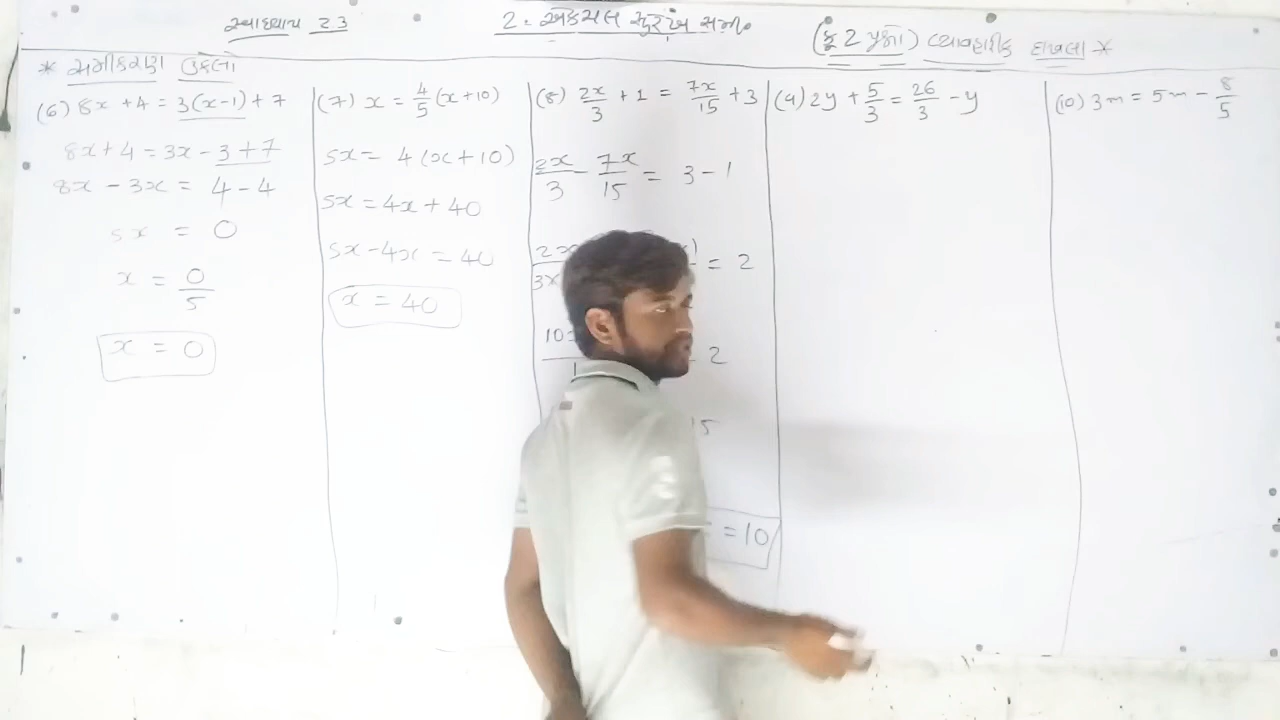 સ્વાધ્યાય 2.3
2. એકચલ સુરેખ સમી.
(ફૂટ પ્રશ્નો) વ્યાવહારીક દાખલા *
* સમીકરણ ઉકેલો
(6) 8x + 4 = 3(x-1) + 7
8x + 4 = 3x - 3 + 7
8x - 3x = 4 - 4
5x = 0
x = 0/5
x = 0
(7) x = 4/5 (x+10)
5x = 4(x+10)
5x = 4x + 40
5x - 4x = 40
x = 40
(8) 2x/3 + 1 = 7x/15 + 3
2x/3 - 7x/15 = 3 - 1
= 2
2
= 10
(9) 2y + 5/3 = 26/3 - y
(10) 3m = 5m - 8/5